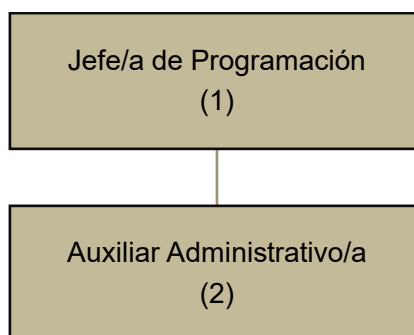 Jefe/a de Programación
(1)
Auxiliar Administrativo/a
(2)